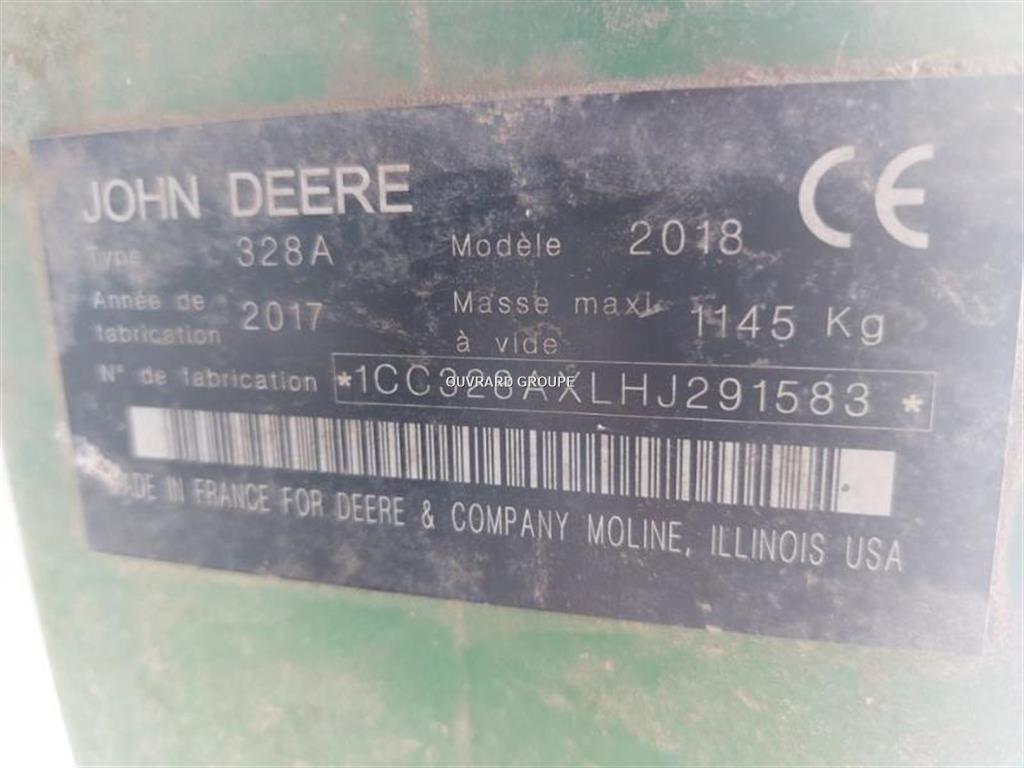 JOHN DEERE CE
Type 328A Modèle 2018
Année de fabrication 2017 Masse maxi à vide 1145 Kg
N° de fabrication *1CC328AXLHJ291583*
OUVRARD GROUPE
MADE IN FRANCE FOR DEERE & COMPANY MOLINE, ILLINOIS USA